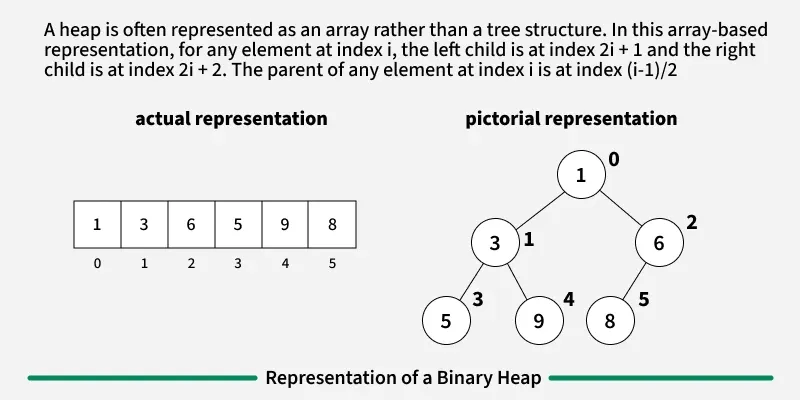 A heap is often represented as an array rather than a tree structure. In this array-based
representation, for any element at index i, the left child is at index 2i + 1 and the right
child is at index 2i + 2. The parent of any element at index i is at index (i-1)/2
actual representation
1 3 6 5 9 8
0 1 2 3 4 5
pictorial representation
1 0
3 1 6 2
5 3 9 4 8 5
Representation of a Binary Heap